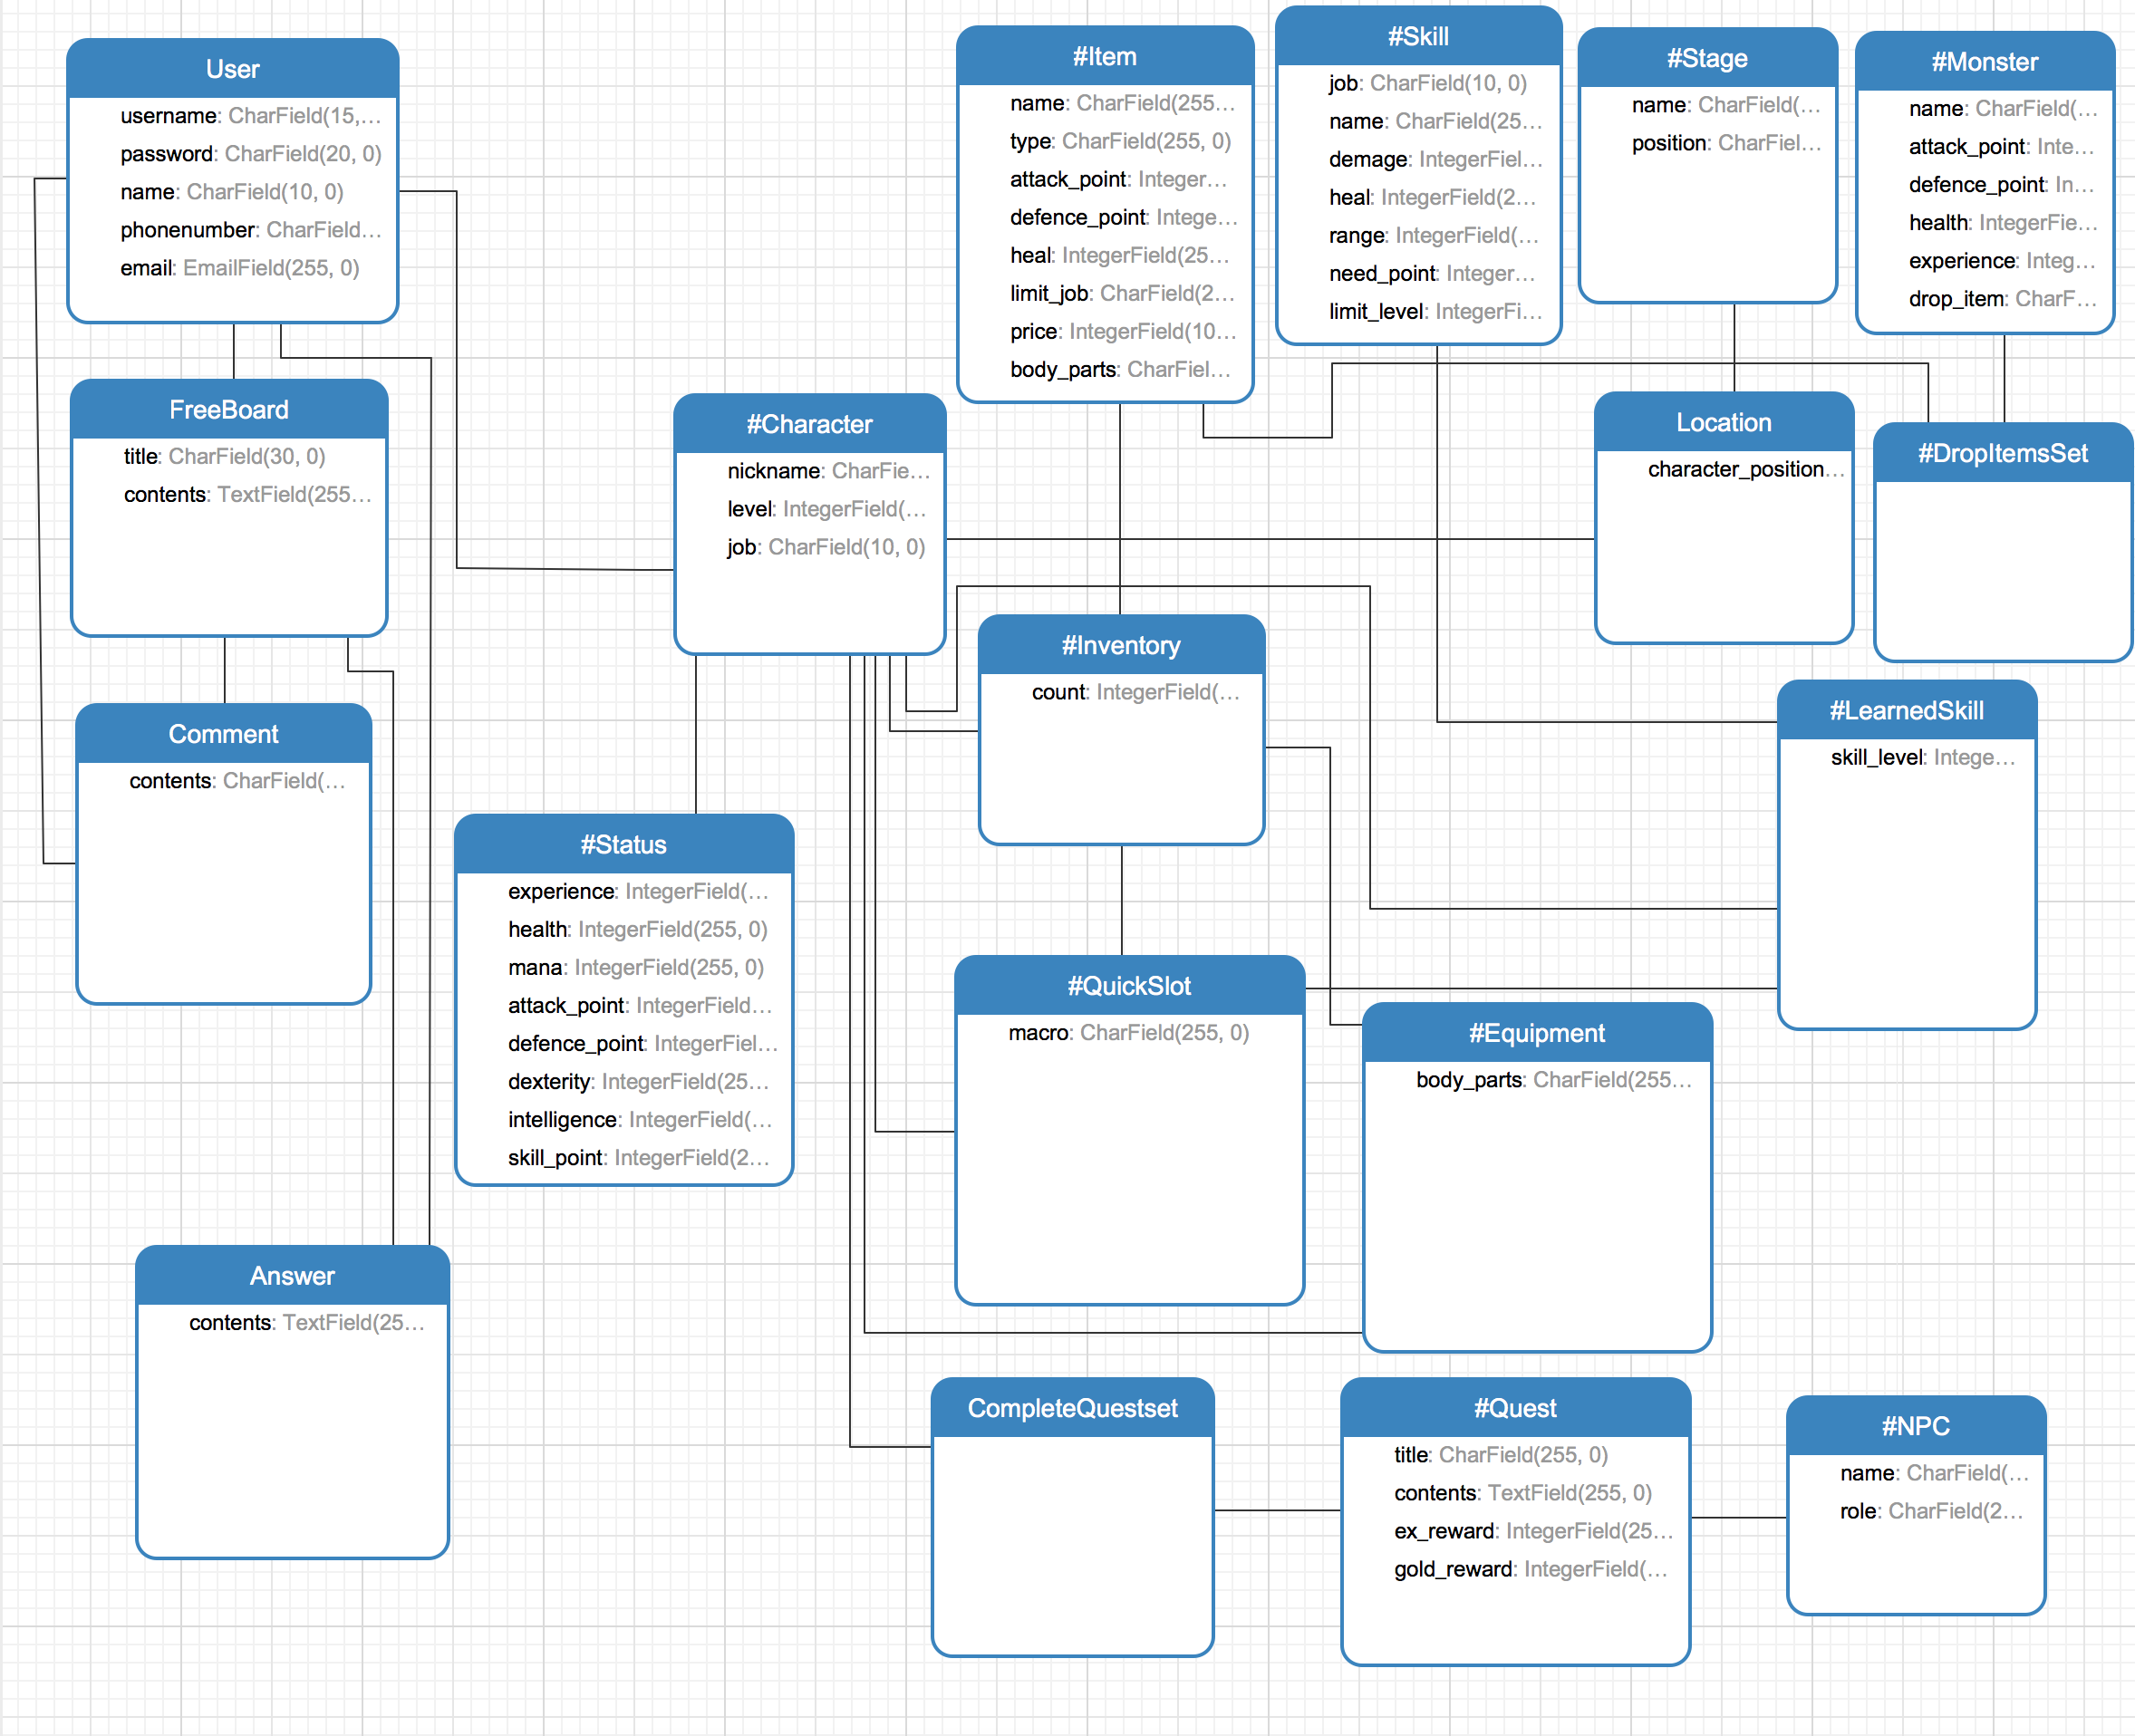 User
username: CharField(15,...
password: CharField(20, 0)
name: CharField(10, 0)
phonenumber: CharField...
email: EmailField(255, 0)
#Item
name: CharField(255...
type: CharField(255, 0)
attack_point: Integer...
defence_point: Intege...
heal: IntegerField(25...
limit_job: CharField(2...
price: IntegerField(10...
body_parts: CharFiel...
#Skill
job: CharField(10, 0)
name: CharField(25...
demage: IntegerFiel...
heal: IntegerField(2...
range: IntegerField(...
need_point: Integer...
limit_level: IntegerFi...
#Stage
name: CharField(...
position: CharFiel...
#Monster
name: CharField(...
attack_point: Inte...
defence_point: In...
health: IntegerFie...
experience: Integ...
drop_item: CharF...
FreeBoard
title: CharField(30, 0)
contents: TextField(255...
#Character
nickname: CharFie...
level: IntegerField(...
job: CharField(10, 0)
Location
character_position...
#DropItemsSet
#Inventory
count: IntegerField(...
#LearnedSkill
skill_level: Intege...
Comment
contents: CharField(...
#Status
experience: IntegerField(...
health: IntegerField(255, 0)
mana: IntegerField(255, 0)
attack_point: IntegerField...
defence_point: IntegerFiel...
dexterity: IntegerField(25...
intelligence: IntegerField(...
skill_point: IntegerField(2...
#QuickSlot
macro: CharField(255, 0)
#Equipment
body_parts: CharField(255...
Answer
contents: TextField(25...
CompleteQuestset
#Quest
title: CharField(255, 0)
contents: TextField(255, 0)
ex_reward: IntegerField(25...
gold_reward: IntegerField(...
#NPC
name: CharField(...
role: CharField(2...